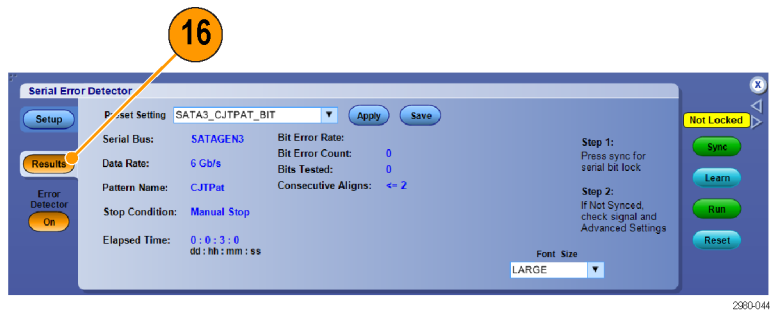 16
Serial Error Detector
X
Setup
Preset Setting SATA3_CJTPAT_BIT Apply Save
Not Locked
Serial Bus: SATAGEN3 Bit Error Rate:
Bit Error Count: 0
Step 1:
Press sync for
serial bit lock
Sync
Results
Data Rate: 6 Gb/s
Bits Tested: 0
Learn
Pattern Name: CJTPat
Consecutive Aligns: <= 2
Step 2:
If Not Synced,
check signal and
Advanced Settings
Error
Detector
On
Stop Condition: Manual Stop
Run
Elapsed Time: 0 : 0 : 3 : 0
dd : hh : mm : ss
Reset
Font Size
LARGE
2980-044